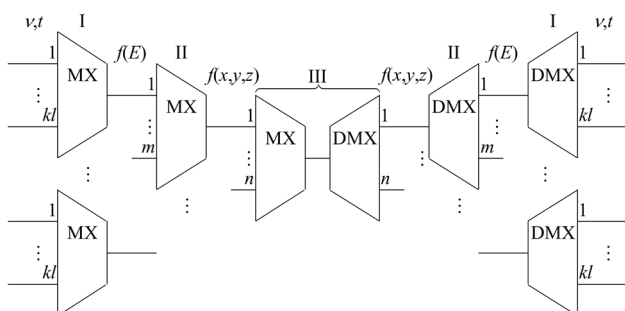 ν,t I II III II I ν,t
f(E) f(x,y,z) f(x,y,z) f(E)
1 MX 1 MX 1 MX DMX 1 DMX 1 DMX 1
⋮ kl ⋮ m ⋮ n n ⋮ m ⋮ kl ⋮
⋮ ⋮ ⋮ ⋮
1 MX DMX 1
⋮ kl kl ⋮